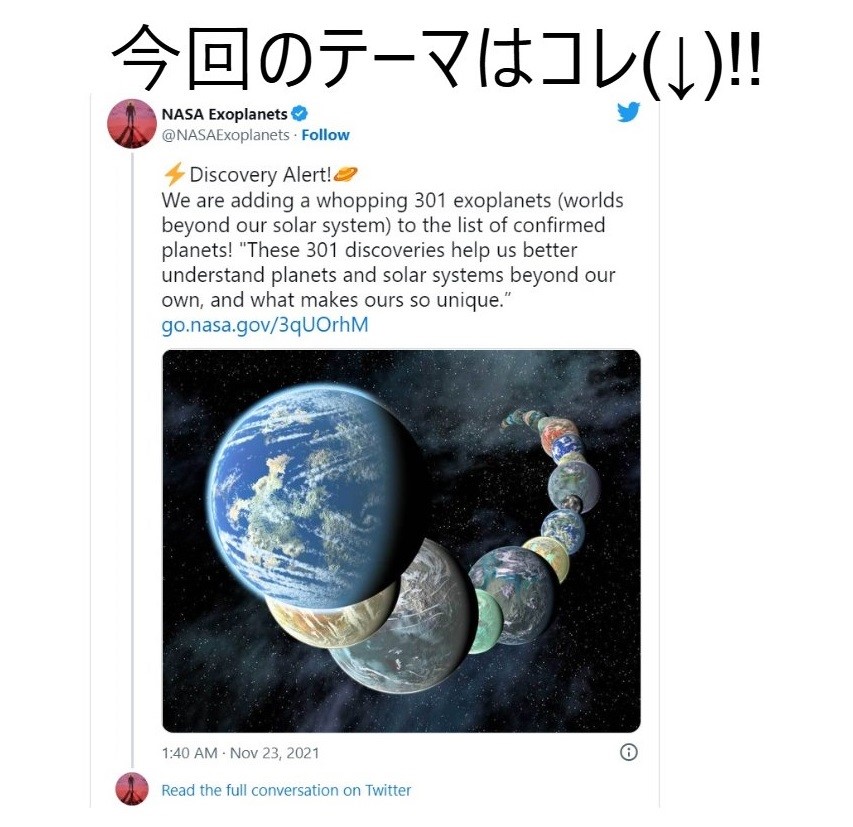 今回のテーマはコレ(↓)!!
NASA Exoplanets
@NASAExoplanets · Follow
⚡Discovery Alert!🪐
We are adding a whopping 301 exoplanets (worlds
beyond our solar system) to the list of confirmed
planets! "These 301 discoveries help us better
understand planets and solar systems beyond our
own, and what makes ours so unique.”
go.nasa.gov/3qUOrhM
1:40 AM · Nov 23, 2021
Read the full conversation on Twitter